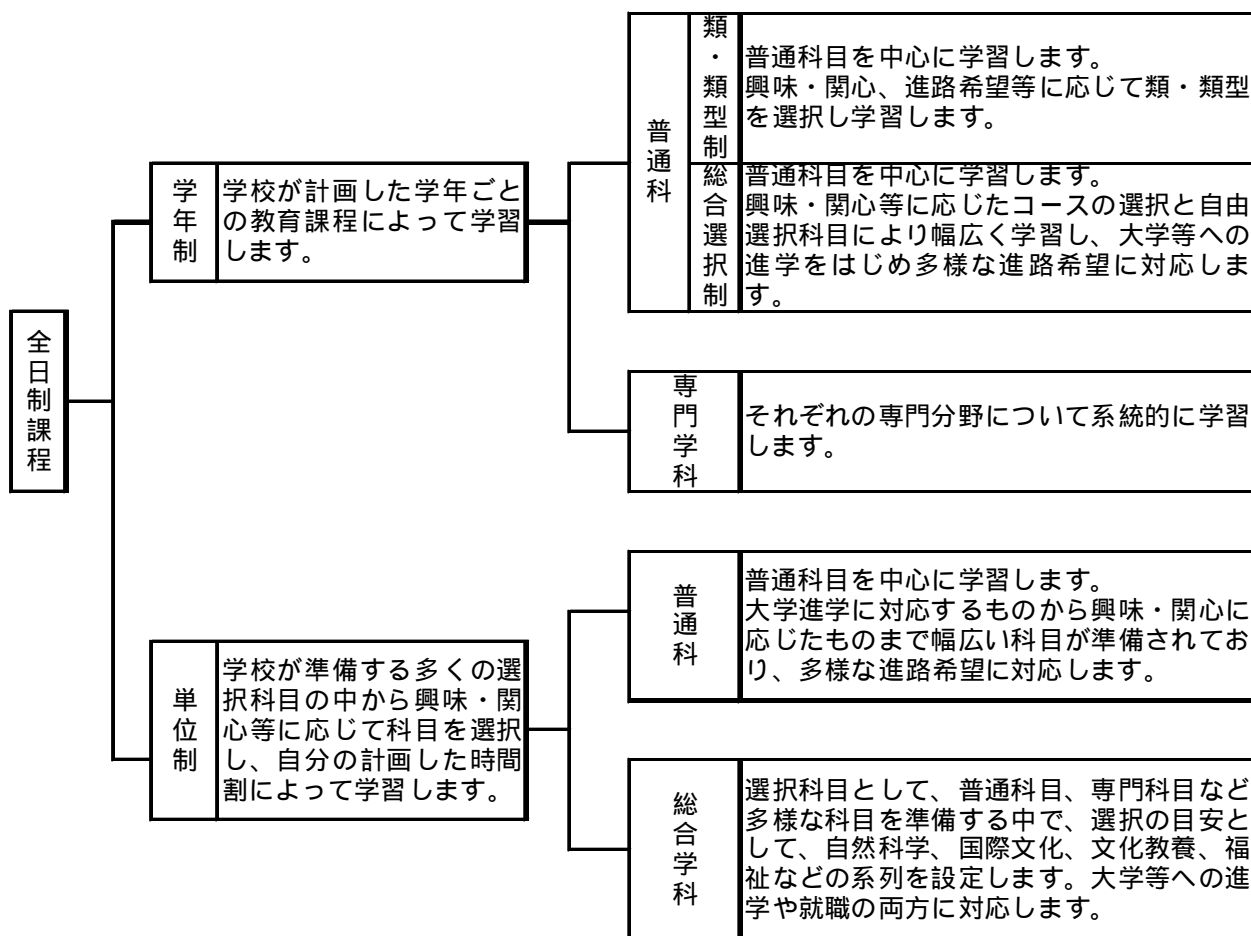 全日制課程
学年制
学校が計画した学年ごと
の教育課程によって学習
します。
普通科
類・類型制
普通科目を中心に学習します。
興味・関心、進路希望等に応じて類・類型
を選択し学習します。
総合選択制
普通科目を中心に学習します。
興味・関心等に応じたコースの選択と自由
選択科目により幅広く学習し、大学等への
進学をはじめ多様な進路希望に対応しま
す。
専門学科
それぞれの専門分野について系統的に学習
します。
単位制
学校が準備する多くの選
択科目の中から興味・関
心等に応じて科目を選択
し、自分の計画した時間
割によって学習します。
普通科
普通科目を中心に学習します。
大学進学に対応するものから興味・関心に
応じたものまで幅広い科目が準備されてお
り、多様な進路希望に対応します。
総合学科
選択科目として、普通科目、専門科目など
多様な科目を準備する中で、選択の目安と
して、自然科学、国際文化、文化教養、福
祉などの系列を設定します。大学等への進
学や就職の両方に対応します。